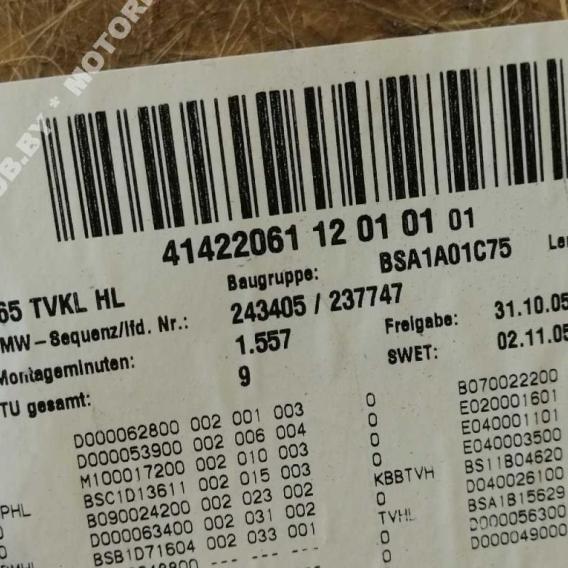 41422061 12 01 01 01
65 TVKL HL Baugruppe: BSA1A01C75
MW-Sequenz/lfd. Nr.: 243405 / 237747
Montageminuten: 1.557 Freigabe: 31.10.05
TU gesamt: 9 SWET: 02.11.05
D000062800 002 001 003 0 B070022200
D000053900 002 006 004 0 E020001601
M100017200 002 010 003 0 E040001101
BSC1D13611 002 015 003 0 E040003500
PHL B090024200 002 023 002 KBBTVH BS11B04620
0 D000063400 002 031 002 0 D040026100
0 BSB1D71604 002 033 001 TVHL BSA1B15629
0 D000056300
D000049000